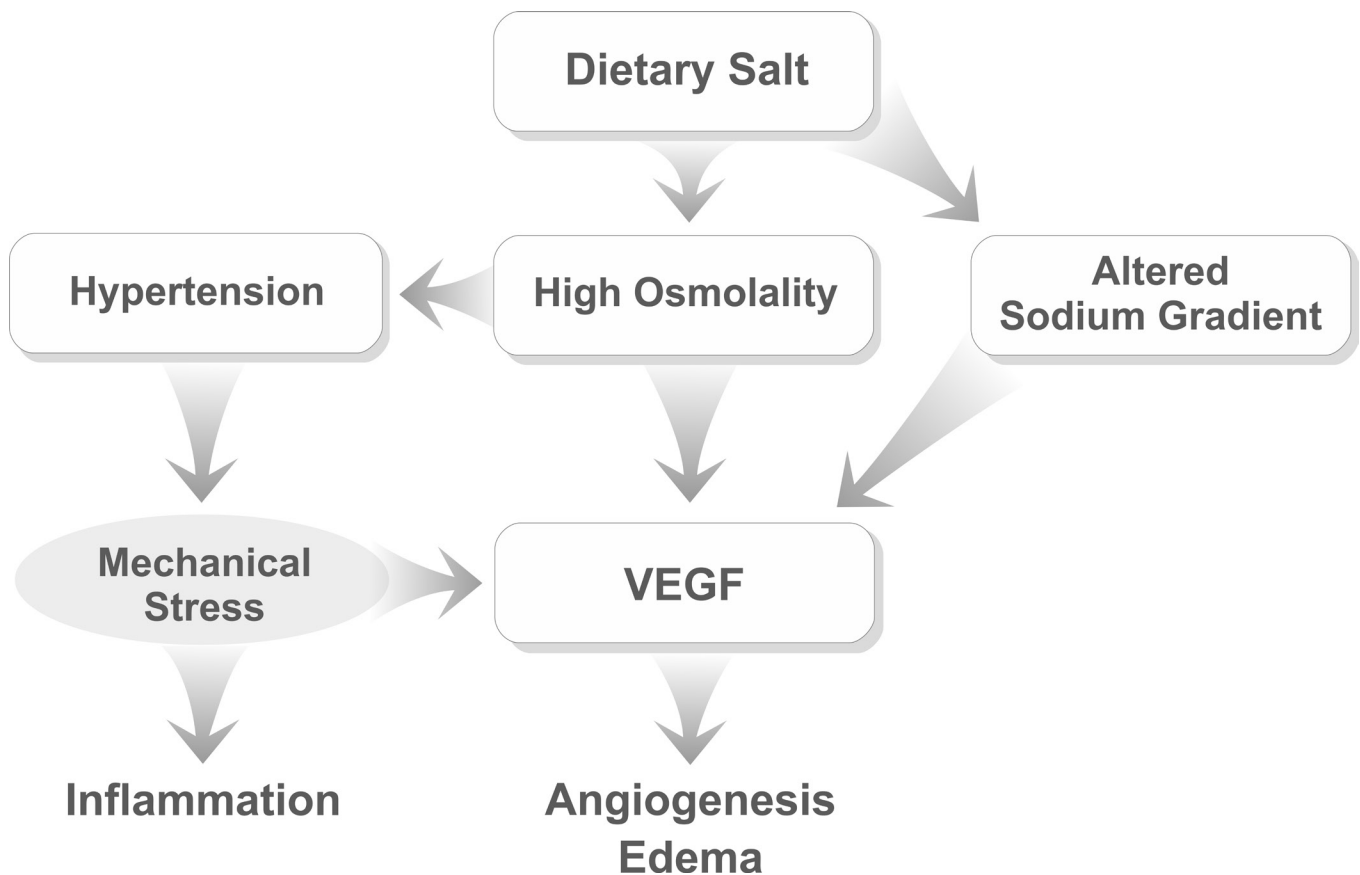 Dietary Salt
Hypertension
High Osmolality
Altered
Sodium Gradient
Mechanical
Stress
VEGF
Inflammation
Angiogenesis
Edema